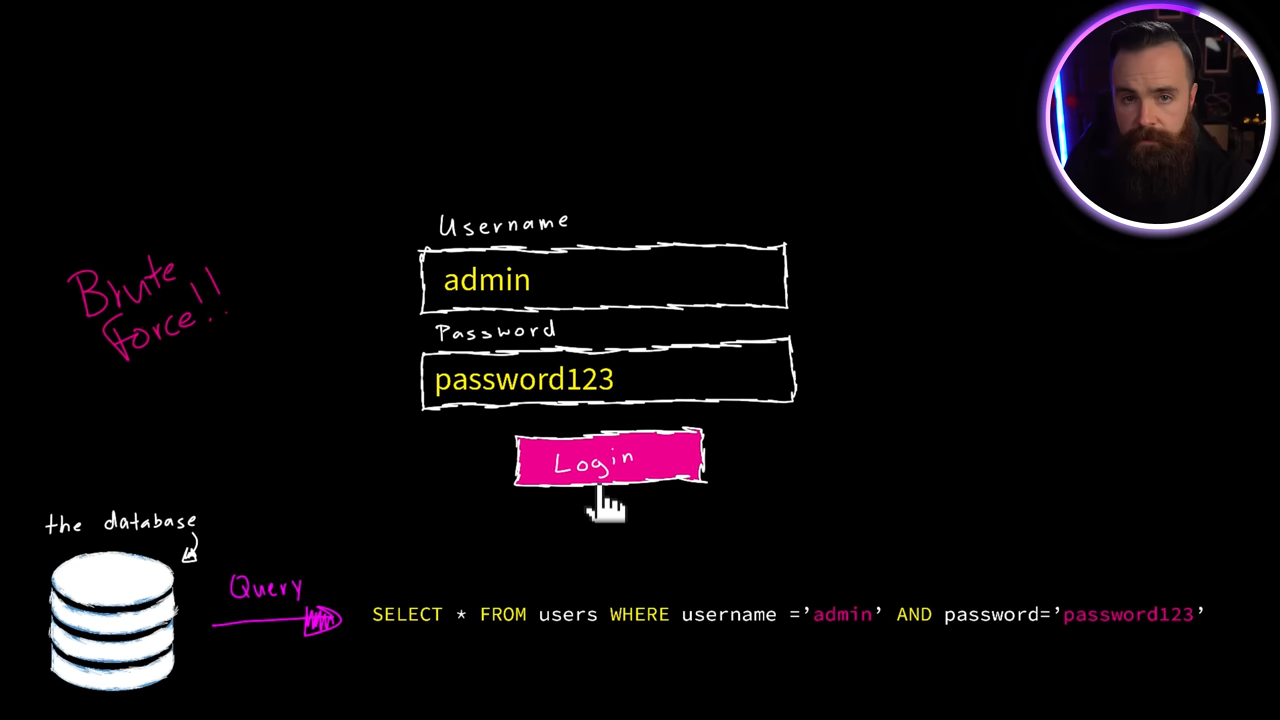 Username
admin
Brute
Force!!
Password
password123
Login
the database
Query
SELECT * FROM users WHERE username =’admin’ AND password=’password123’